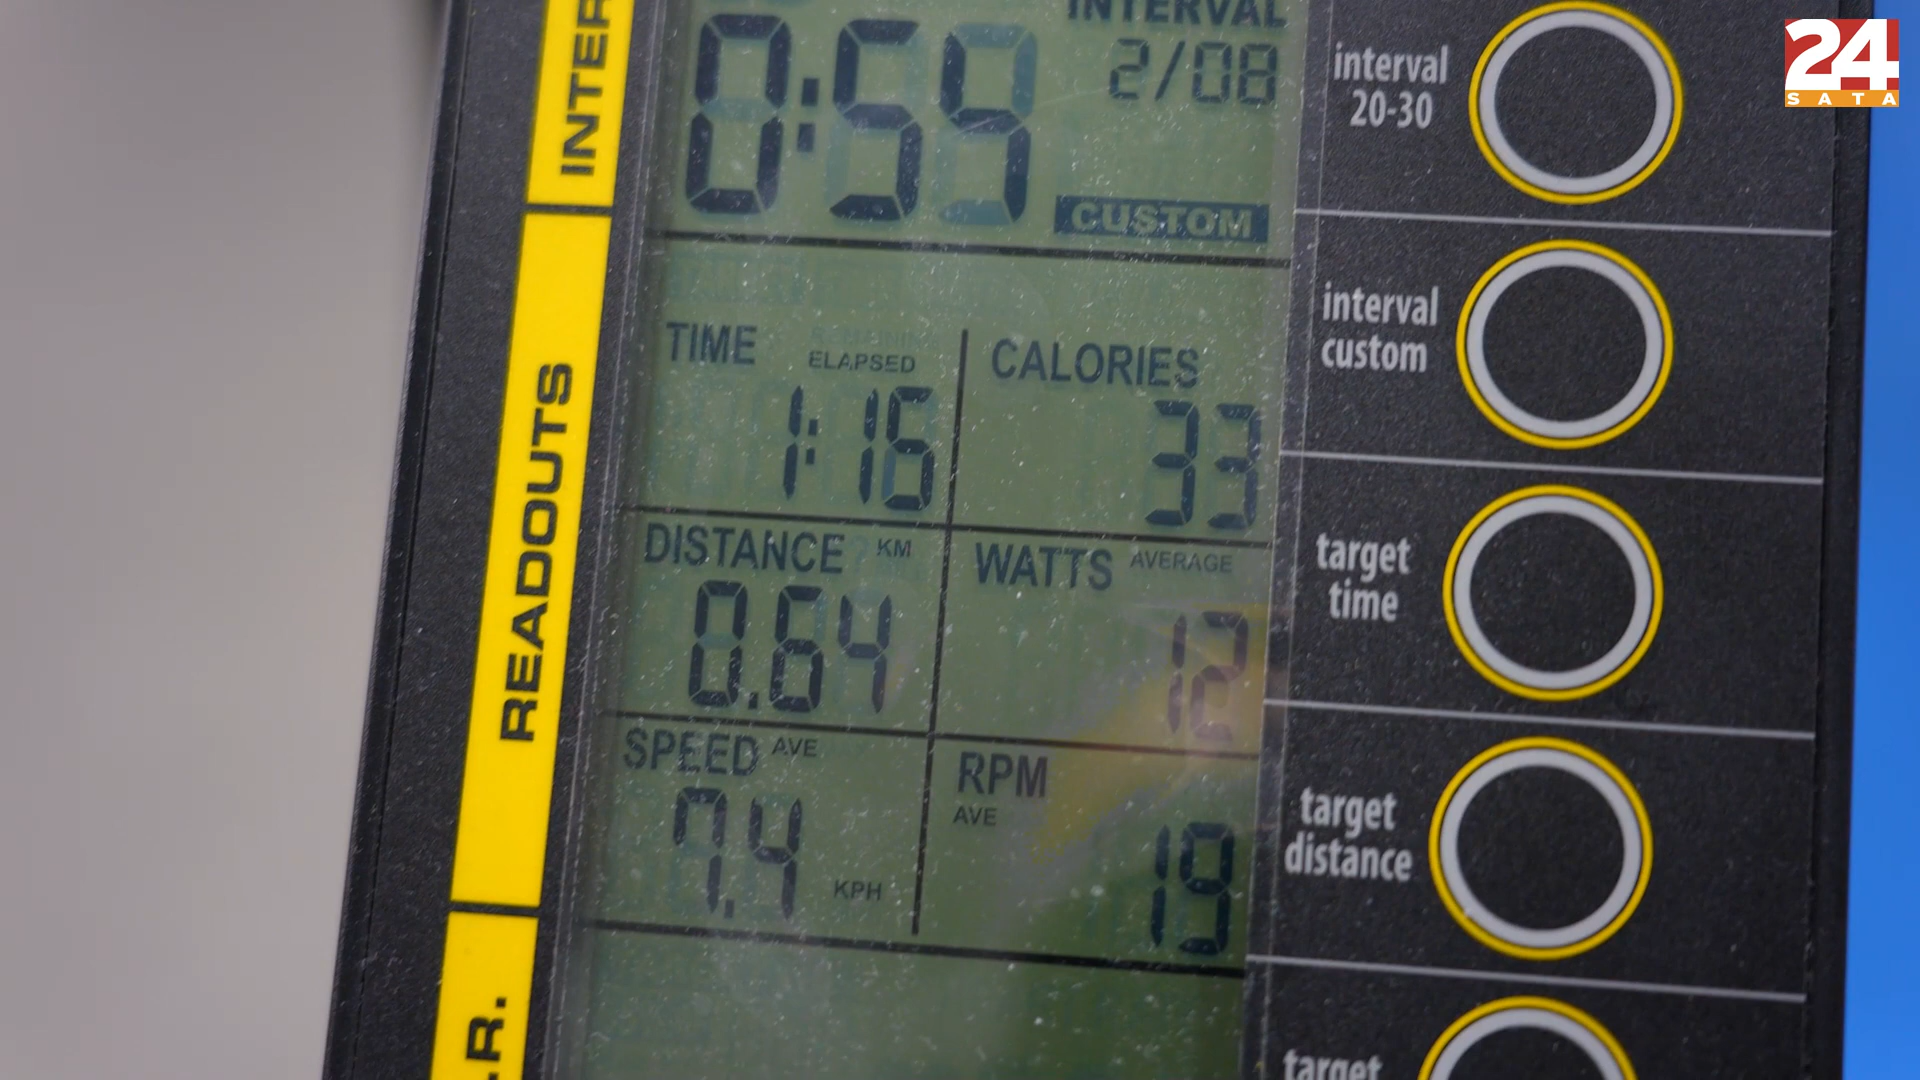 INTER
INTERVAL
0:59
2/08
CUSTOM
READOUTS
TIME
ELAPSED
1:16
CALORIES
33
DISTANCE KM
0.64
WATTS AVERAGE
12
SPEED AVE
7.4
KPH
RPM
AVE
19
.R.
interval
20-30
interval
custom
target
time
target
distance
target
24
SATA